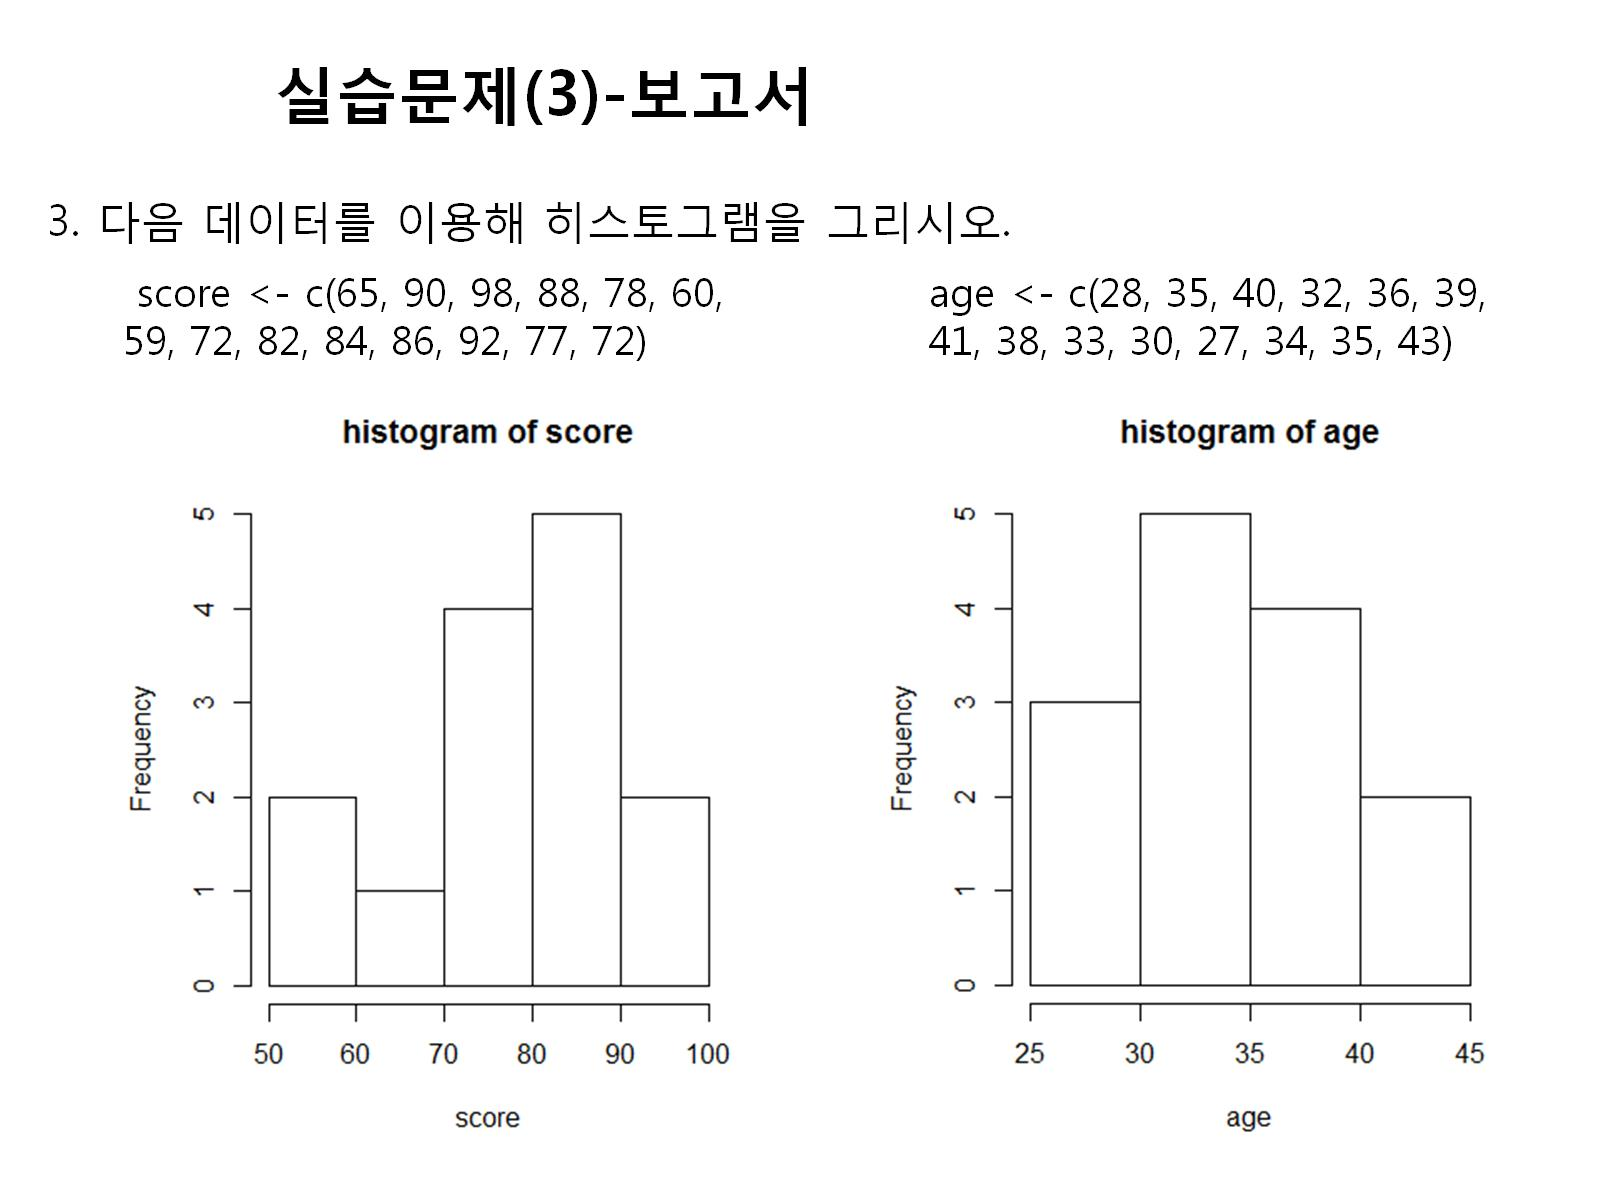 실습문제(3)-보고서
3. 다음 데이터를 이용해 히스토그램을 그리시오.
score <- c(65, 90, 98, 88, 78, 60,
59, 72, 82, 84, 86, 92, 77, 72)
age <- c(28, 35, 40, 32, 36, 39,
41, 38, 33, 30, 27, 34, 35, 43)
histogram of score
5
4
3
2
1
0
Frequency
50 60 70 80 90 100
score
histogram of age
5
4
3
2
1
0
Frequency
25 30 35 40 45
age